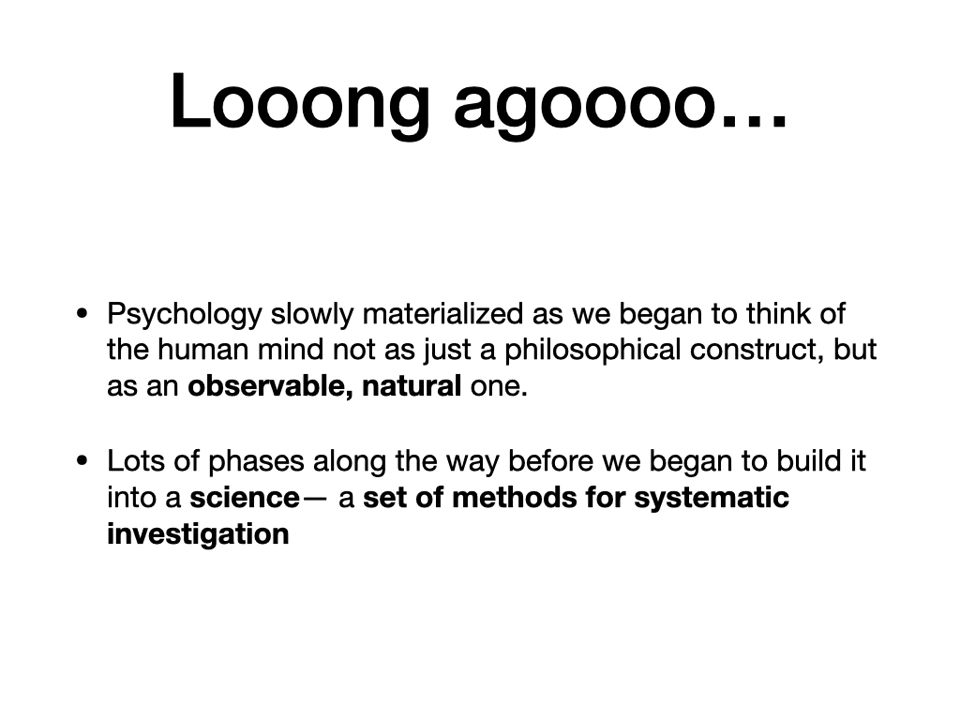 Looong agoooo...
• Psychology slowly materialized as we began to think of
the human mind not as just a philosophical construct, but
as an observable, natural one.
• Lots of phases along the way before we began to build it
into a science— a set of methods for systematic
investigation